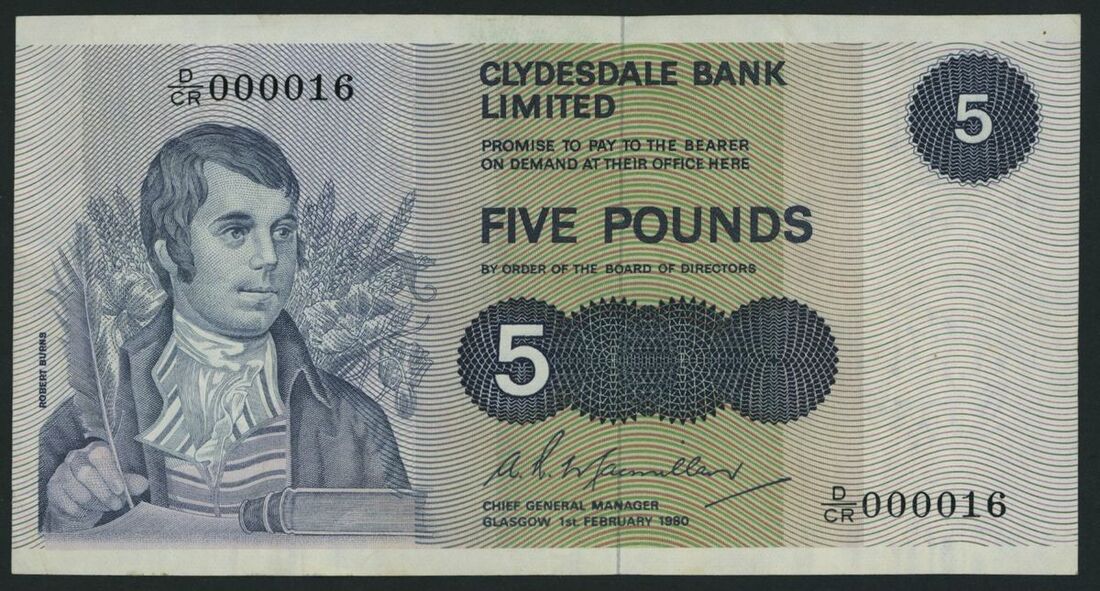 D/CR 000016
CLYDESDALE BANK
LIMITED
PROMISE TO PAY TO THE BEARER
ON DEMAND AT THEIR OFFICE HERE
5
FIVE POUNDS
BY ORDER OF THE BOARD OF DIRECTORS
5
ROBERT BURNS
A. R. Macmillan
CHIEF GENERAL MANAGER
GLASGOW 1ST FEBRUARY 1980
D/CR 000016